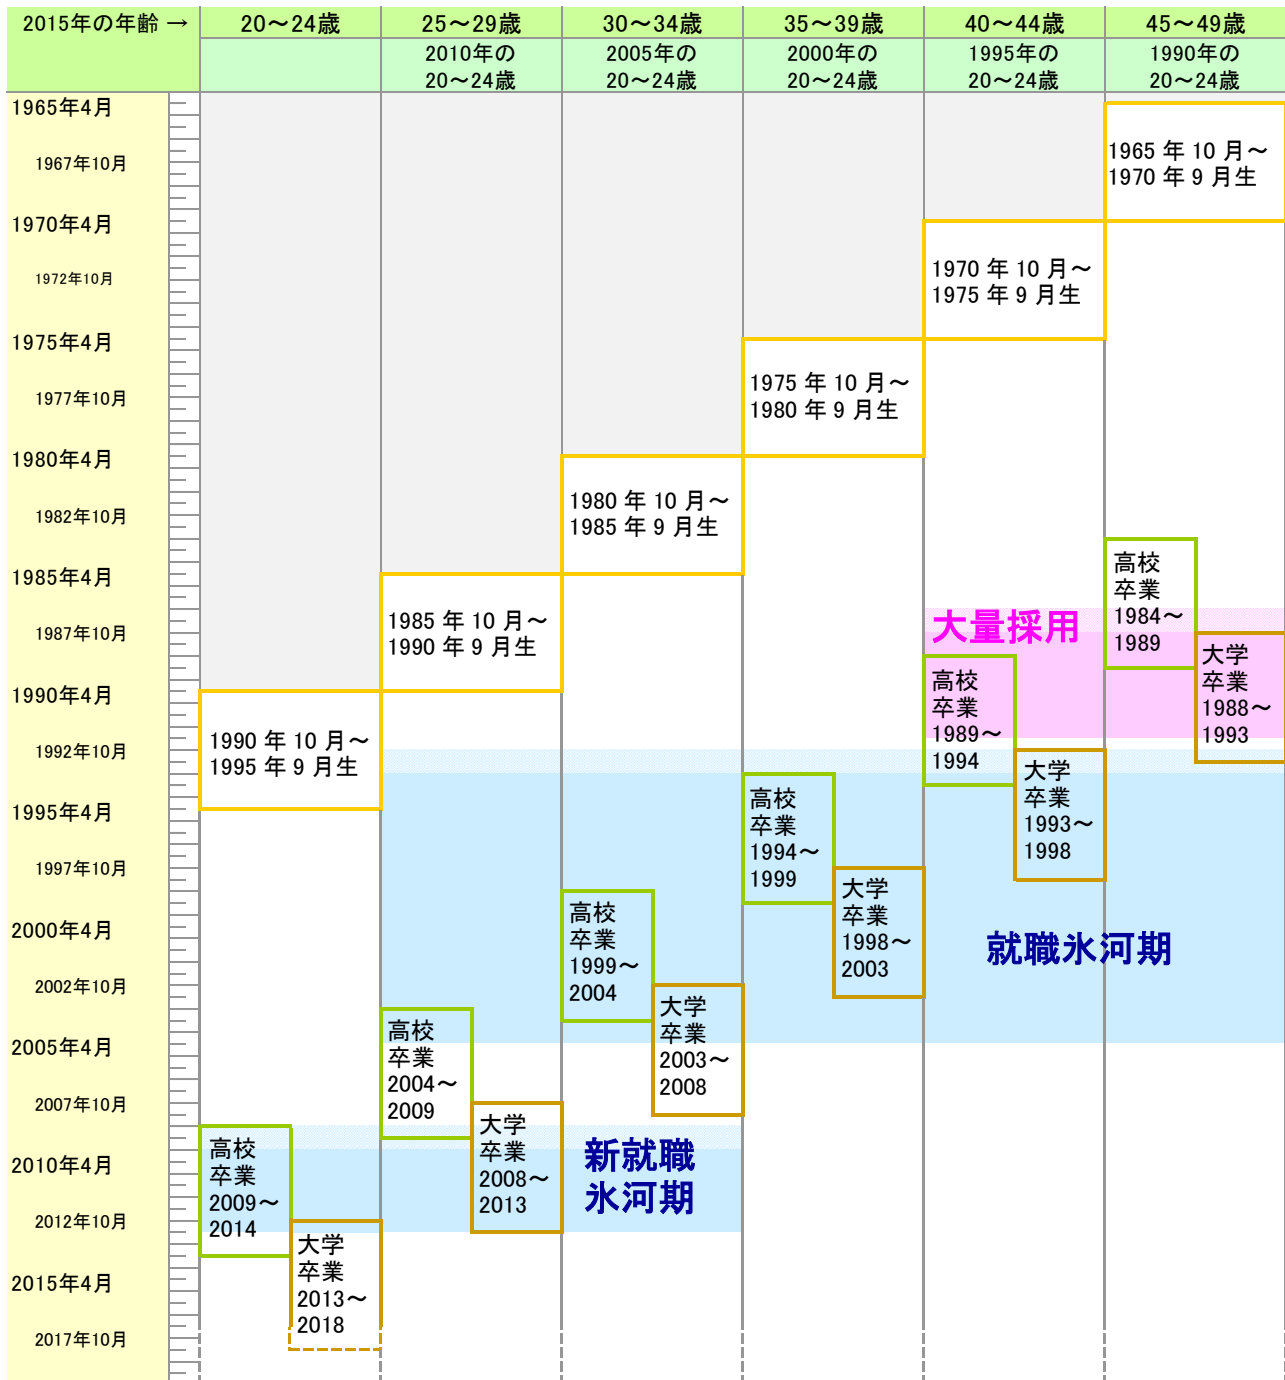 2015年の年齢 →
20～24歳
25～29歳
30～34歳
35～39歳
40～44歳
45～49歳
2010年の
20～24歳
2005年の
20～24歳
2000年の
20～24歳
1995年の
20～24歳
1990年の
20～24歳
1965年4月
1967年10月
1970年4月
1972年10月
1975年4月
1977年10月
1980年4月
1982年10月
1985年4月
1987年10月
1990年4月
1992年10月
1995年4月
1997年10月
2000年4月
2002年10月
2005年4月
2007年10月
2010年4月
2012年10月
2015年4月
2017年10月
1965 年 10 月～
1970 年 9 月生
1970 年 10 月～
1975 年 9 月生
1975 年 10 月～
1980 年 9 月生
1980 年 10 月～
1985 年 9 月生
1985 年 10 月～
1990 年 9 月生
1990 年 10 月～
1995 年 9 月生
高校
卒業
1984～
1989
大学
卒業
1988～
1993
大量採用
高校
卒業
1989～
1994
大学
卒業
1993～
1998
高校
卒業
1994～
1999
大学
卒業
1998～
2003
就職氷河期
高校
卒業
1999～
2004
大学
卒業
2003～
2008
高校
卒業
2004～
2009
大学
卒業
2008～
2013
新就職
氷河期
高校
卒業
2009～
2014
大学
卒業
2013～
2018